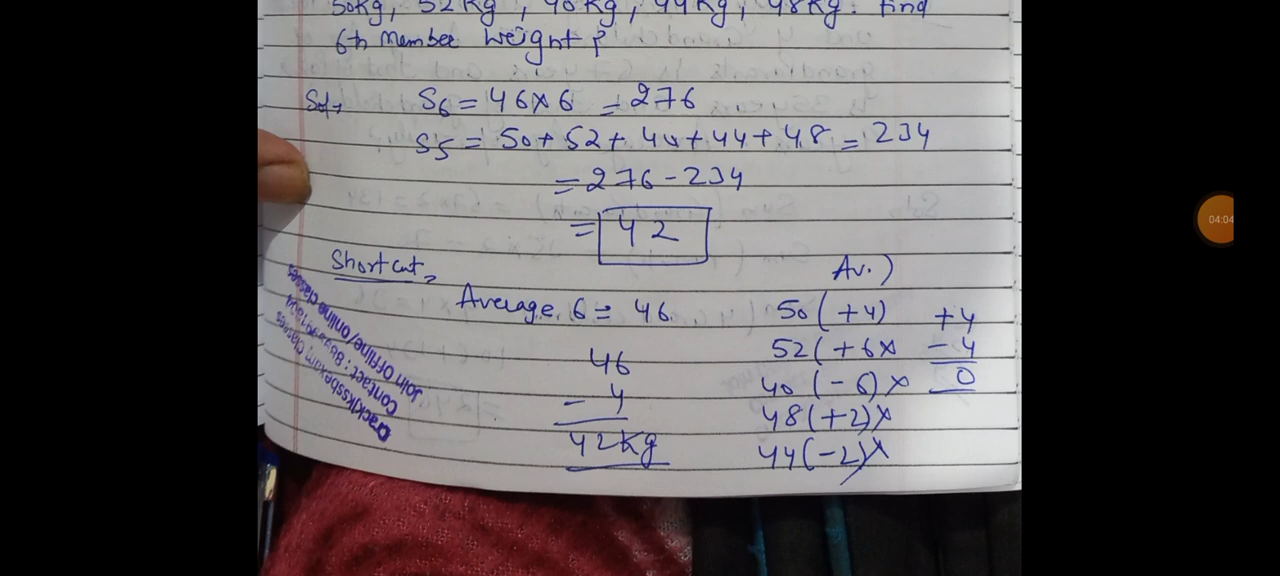 50kg, 52kg, 40kg, 44kg, 48kg. find
6th member weight?
Sol,
S6 = 46×6 = 276
S5 = 50+52+40+44+48 = 234
= 276-234
= 42
Shortcut,
Average 6 = 46
46
- 4
42kg
Av.)
50(+4)
52(+6×
40(-6)×
48(+2)×
44(-2)×
+4
-4
0
Crack|kssbexam; Classes
Contact :
Join Offline/online classes
04:04